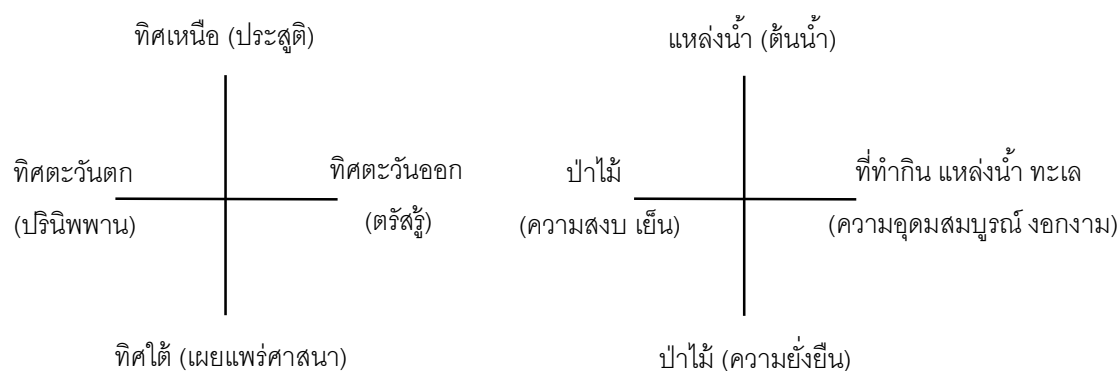 ทิศเหนือ (ประสูติ)
ทิศตะวันตก
(ปรินิพพาน)
ทิศตะวันออก
(ตรัสรู้)
ทิศใต้ (เผยแพร่ศาสนา)
แหล่งน้ำ (ต้นน้ำ)
ป่าไม้
(ความสงบ เย็น)
ที่ทำกิน แหล่งน้ำ ทะเล
(ความอุดมสมบูรณ์ งอกงาม)
ป่าไม้ (ความยั่งยืน)